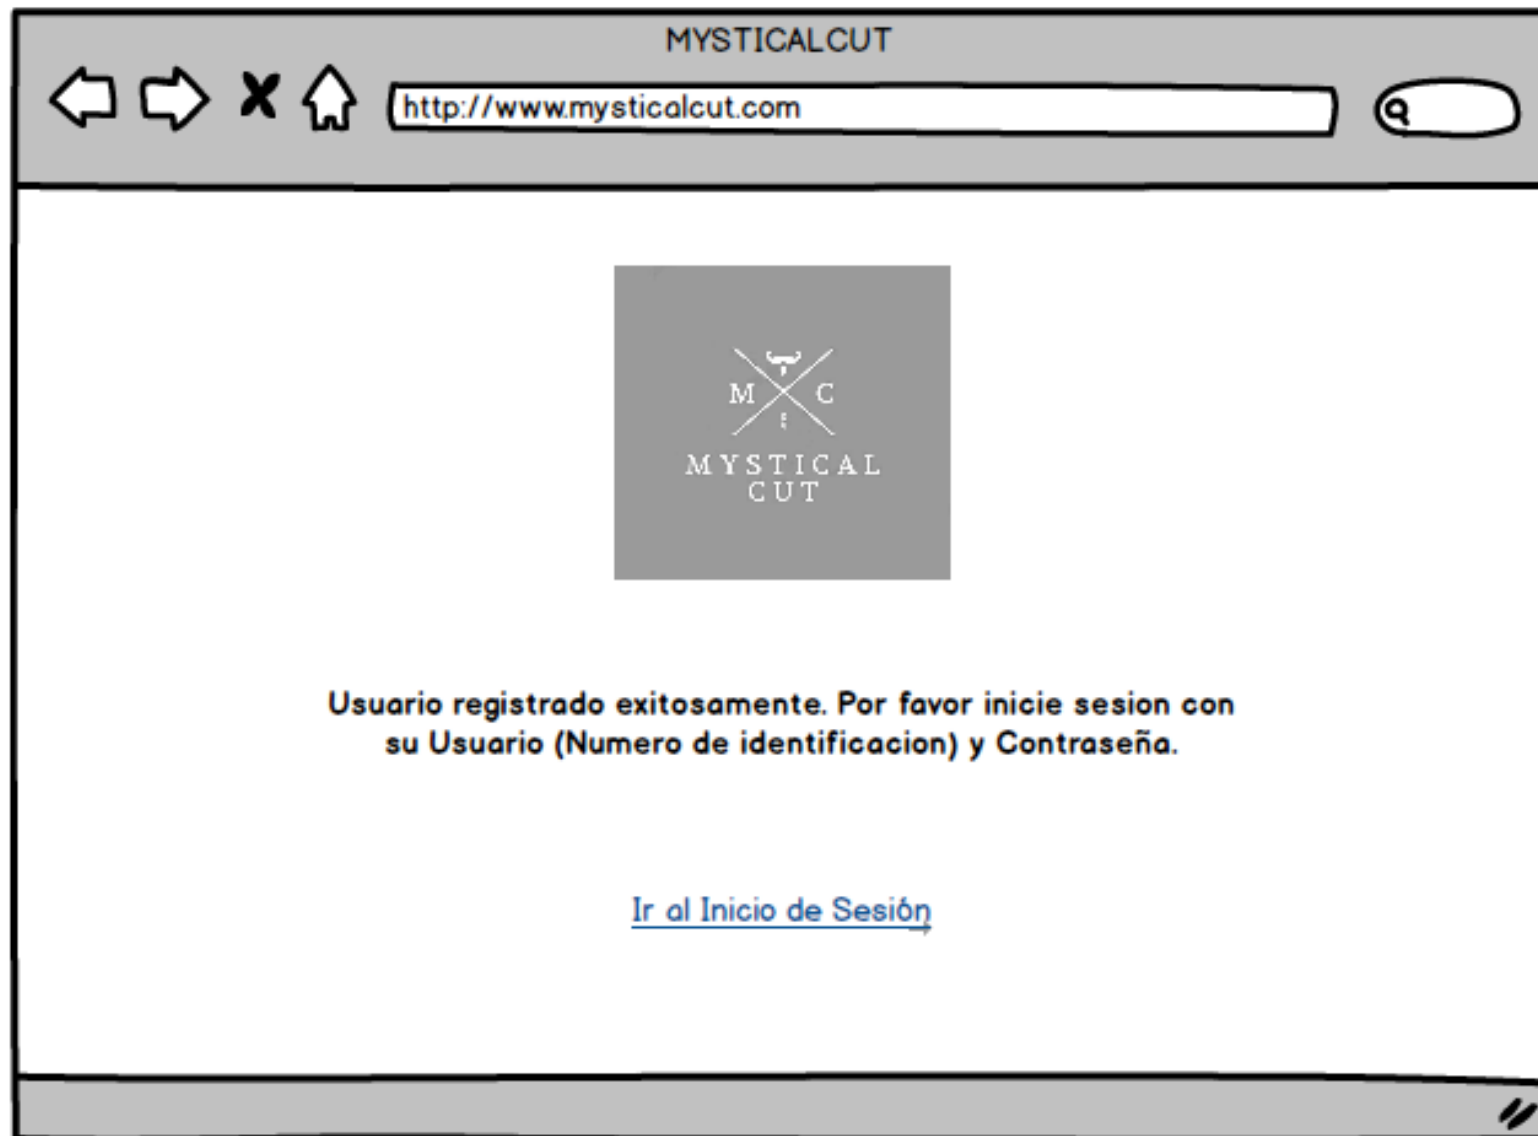 MYSTICALCUT
http://www.mysticalcut.com
M C
MYSTICAL
CUT
Usuario registrado exitosamente. Por favor inicie sesion con
su Usuario (Numero de identificacion) y Contraseña.
Ir al Inicio de Sesión